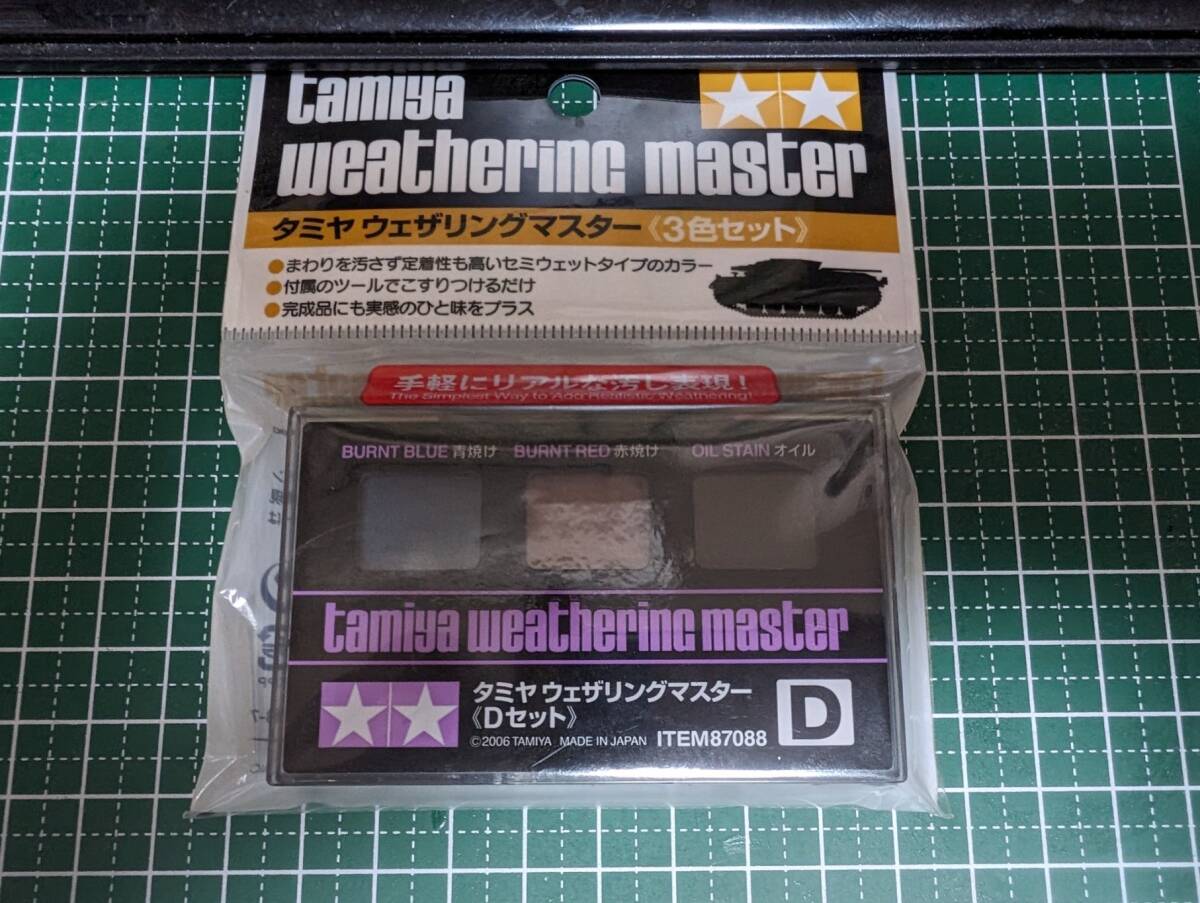 tamiya
weathering master
タミヤ ウェザリングマスター《3色セット》
●まわりを汚さず定着性も高いセミウェットタイプのカラー
●付属のツールでこすりつけるだけ
●完成品にも実感のひと味をプラス
手軽にリアルな汚し表現！
The Simplest Way to Add Realistic Weathering!
BURNT BLUE 青焼け BURNT RED 赤焼け OIL STAIN オイル
tamiya weathering master
タミヤ ウェザリングマスター
《Dセット》
D
©2006 TAMIYA MADE IN JAPAN ITEM87088